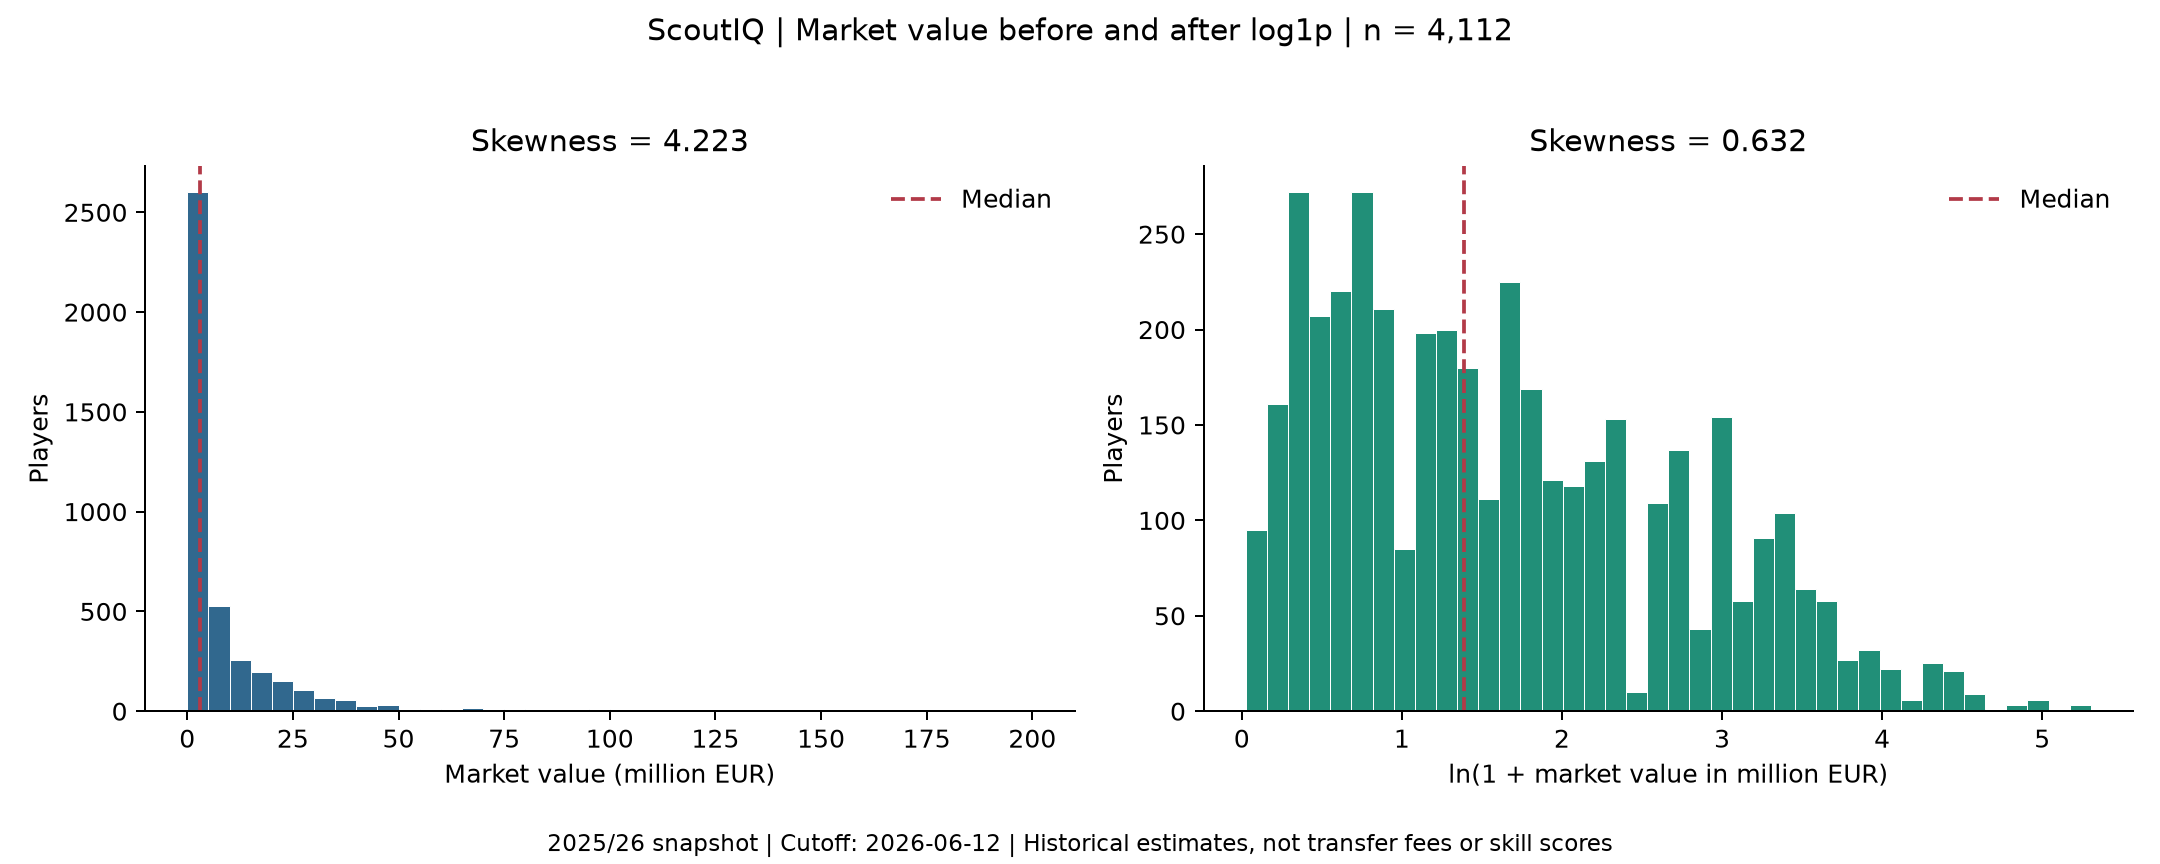 ScoutIQ | Market value before and after log1p | n = 4,112
Skewness = 4.223
Median
Players
2500
2000
1500
1000
500
0
0 25 50 75 100 125 150 175 200
Market value (million EUR)
Skewness = 0.632
Median
Players
250
200
150
100
50
0
0 1 2 3 4 5
ln(1 + market value in million EUR)
2025/26 snapshot | Cutoff: 2026-06-12 | Historical estimates, not transfer fees or skill scores